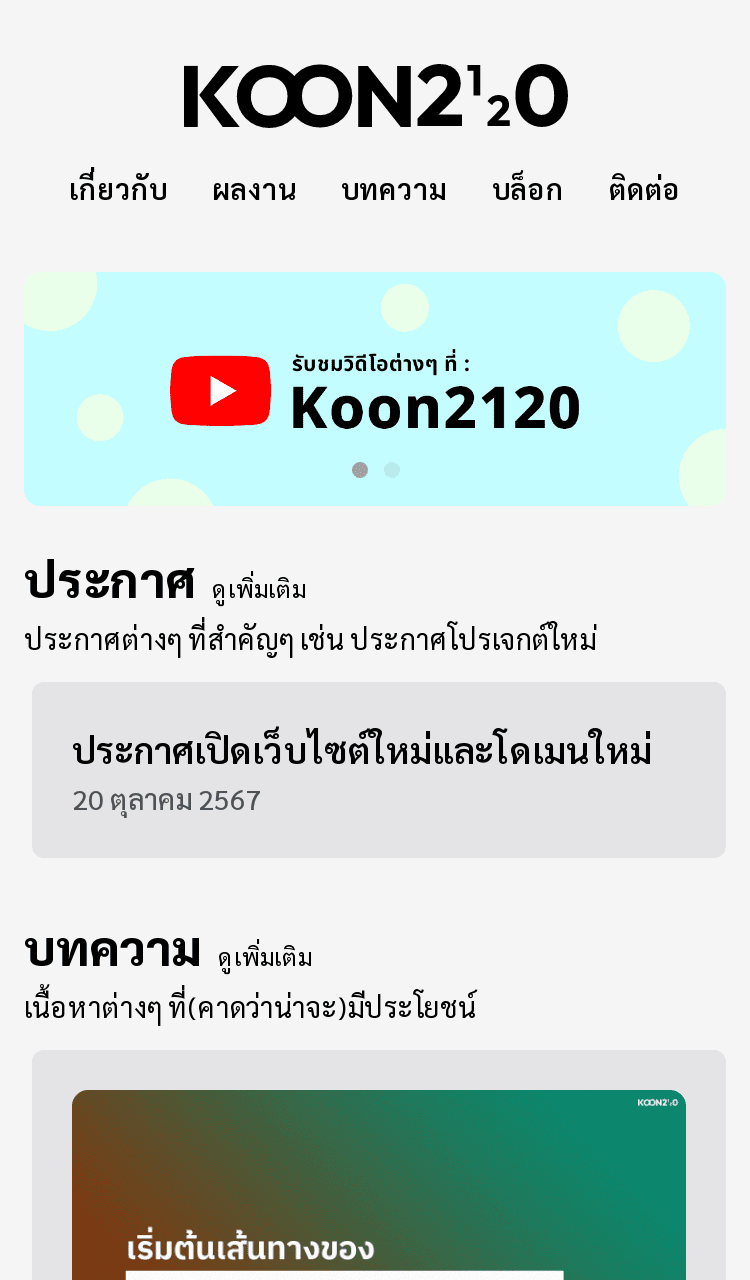 KOON2120
เกี่ยวกับ ผลงาน บทความ บล็อก ติดต่อ
รับชมวิดีโอต่างๆ ที่ :
Koon2120
ประกาศ ดูเพิ่มเติม
ประกาศต่างๆ ที่สำคัญๆ เช่น ประกาศโปรเจกต์ใหม่
ประกาศเปิดเว็บไซต์ใหม่และโดเมนใหม่
20 ตุลาคม 2567
บทความ ดูเพิ่มเติม
เนื้อหาต่างๆ ที่(คาดว่าน่าจะ)มีประโยชน์
KOON2120
เริ่มต้นเส้นทางของ